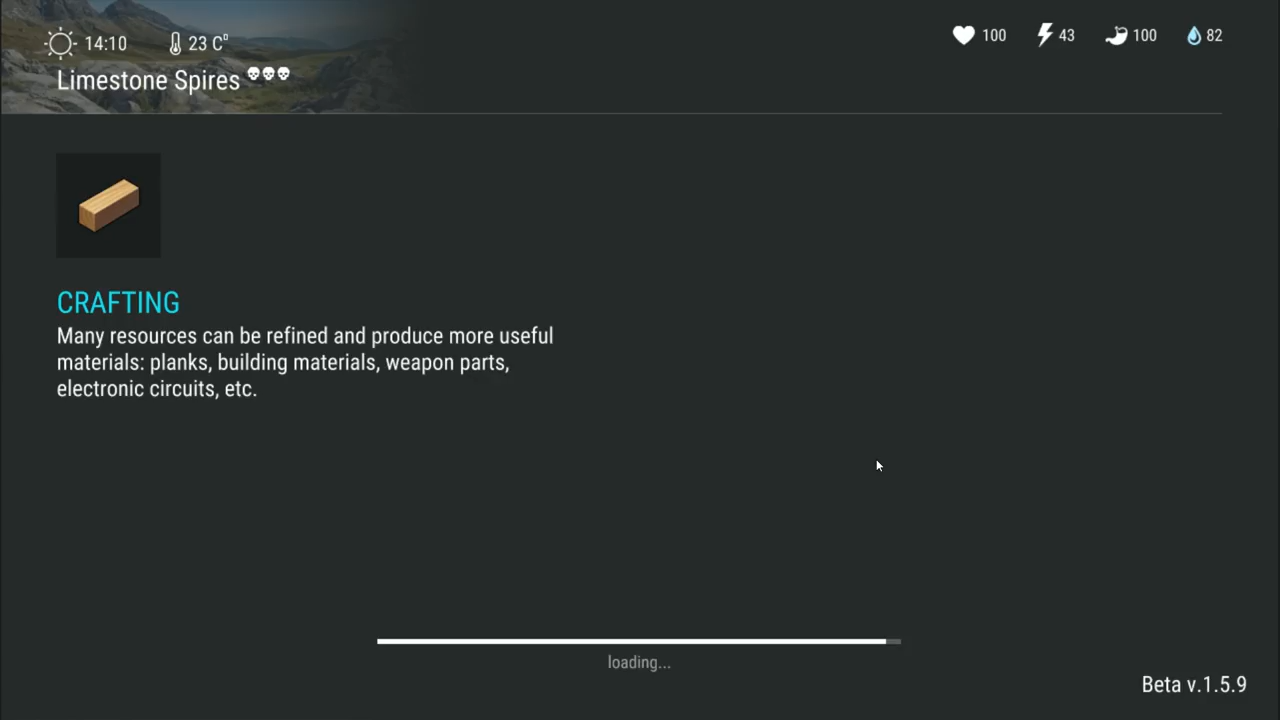 14:10 23 C°
100 43 100 82
Limestone Spires
CRAFTING
Many resources can be refined and produce more useful
materials: planks, building materials, weapon parts,
electronic circuits, etc.
loading...
Beta v.1.5.9